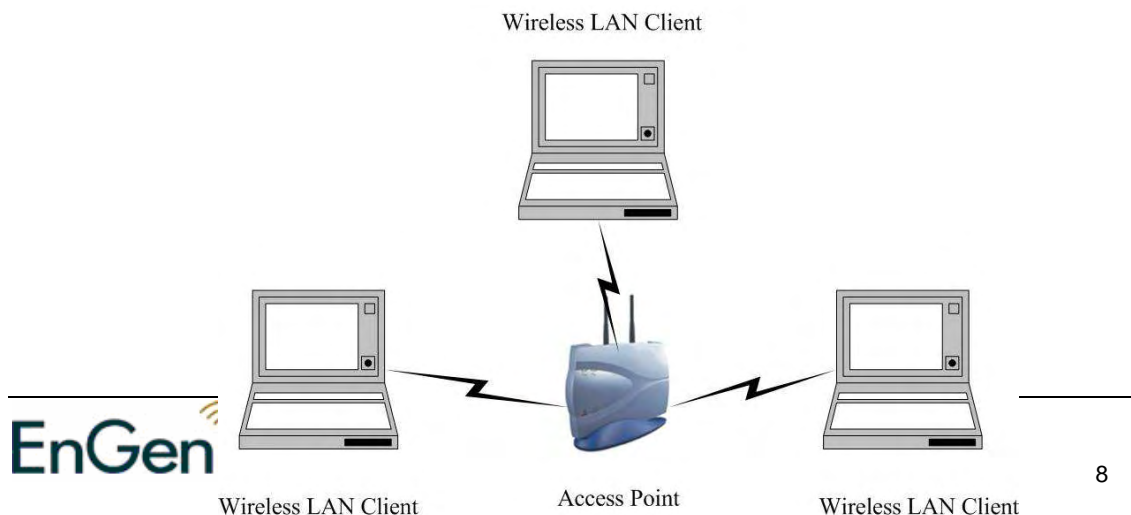 Wireless LAN Client
EnGen
8
Wireless LAN Client
Access Point
Wireless LAN Client